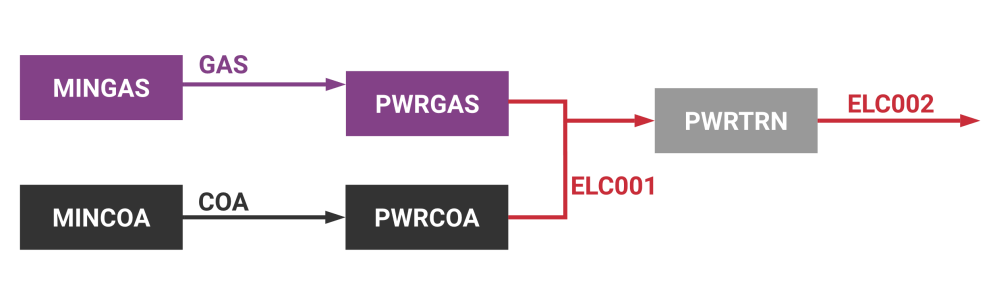 GAS
MINGAS
PWRGAS
ELC002
PWRTRN
ELC001
COA
MINCOA
PWRCOA